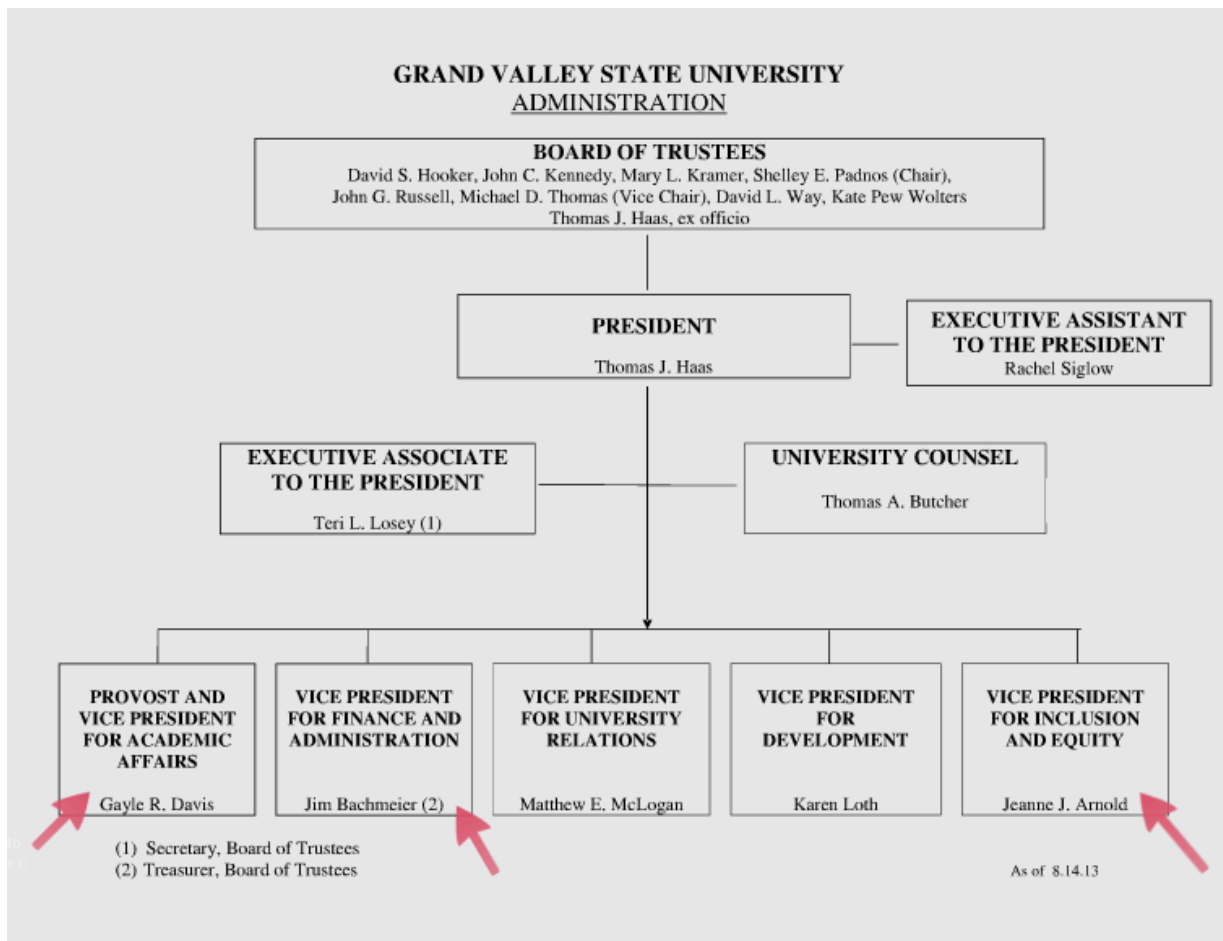 GRAND VALLEY STATE UNIVERSITY
ADMINISTRATION
BOARD OF TRUSTEES
David S. Hooker, John C. Kennedy, Mary L. Kramer, Shelley E. Padnos (Chair),
John G. Russell, Michael D. Thomas (Vice Chair), David L. Way, Kate Pew Wolters
Thomas J. Haas, ex officio
PRESIDENT
Thomas J. Haas
EXECUTIVE ASSISTANT
TO THE PRESIDENT
Rachel Siglow
EXECUTIVE ASSOCIATE
TO THE PRESIDENT
Teri L. Losey (1)
UNIVERSITY COUNSEL
Thomas A. Butcher
PROVOST AND
VICE PRESIDENT
FOR ACADEMIC
AFFAIRS
Gayle R. Davis
VICE PRESIDENT
FOR FINANCE AND
ADMINISTRATION
Jim Bachmeier (2)
VICE PRESIDENT
FOR UNIVERSITY
RELATIONS
Matthew E. McLogan
VICE PRESIDENT
FOR
DEVELOPMENT
Karen Loth
VICE PRESIDENT
FOR INCLUSION
AND EQUITY
Jeanne J. Arnold
(1) Secretary, Board of Trustees
(2) Treasurer, Board of Trustees
As of 8.14.13